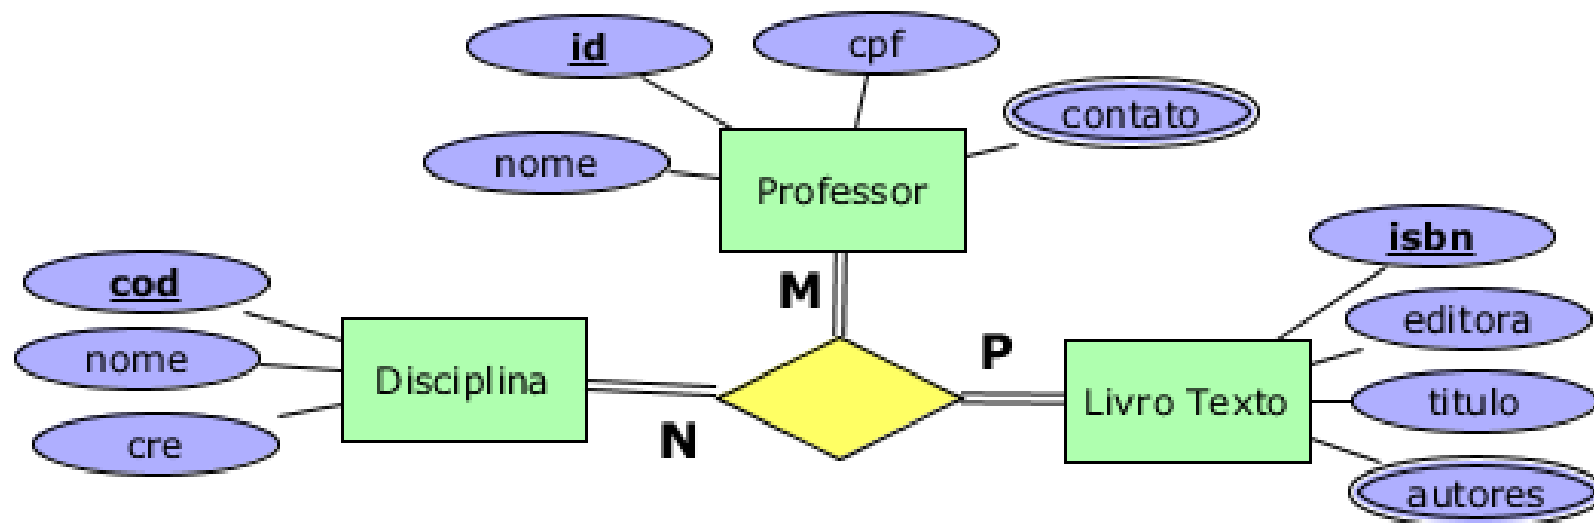 id
cpf
contato
nome
Professor
isbn
cod
M
editora
nome
P
Disciplina
Livro Texto
titulo
cre
N
autores